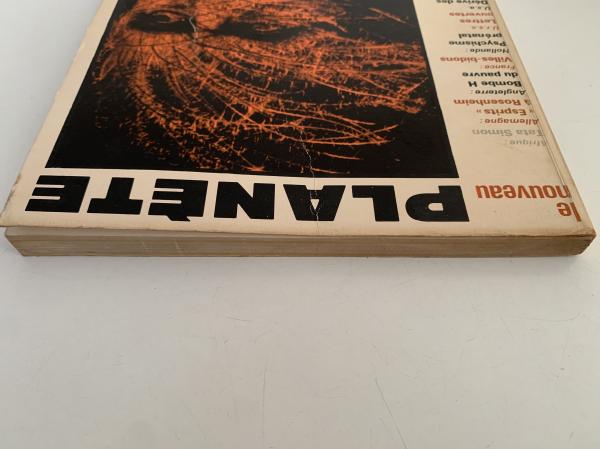 le
nouveau
PLANÈTE
Afrique :
Tata Simon
Allemagne :
« Esprits »
à Rosenheim
Angleterre :
Bombe H
du pauvre
France :
Villes-bidons
Hollande :
Psychisme
prénatal
U.r.s.s.
Lettres
ouvertes
U.s.a.
Dérive des